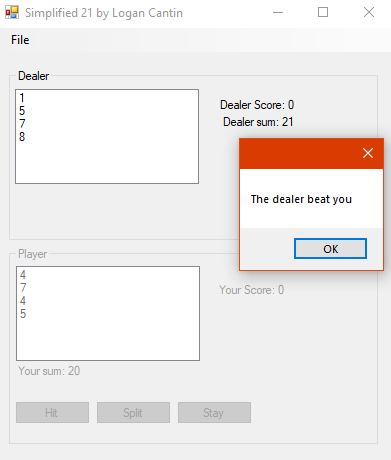 Simplified 21 by Logan Cantin
File
Dealer
1
5
7
8
Dealer Score: 0
Dealer sum: 21
The dealer beat you
OK
Player
4
7
4
5
Your Score: 0
Your sum: 20
Hit
Split
Stay